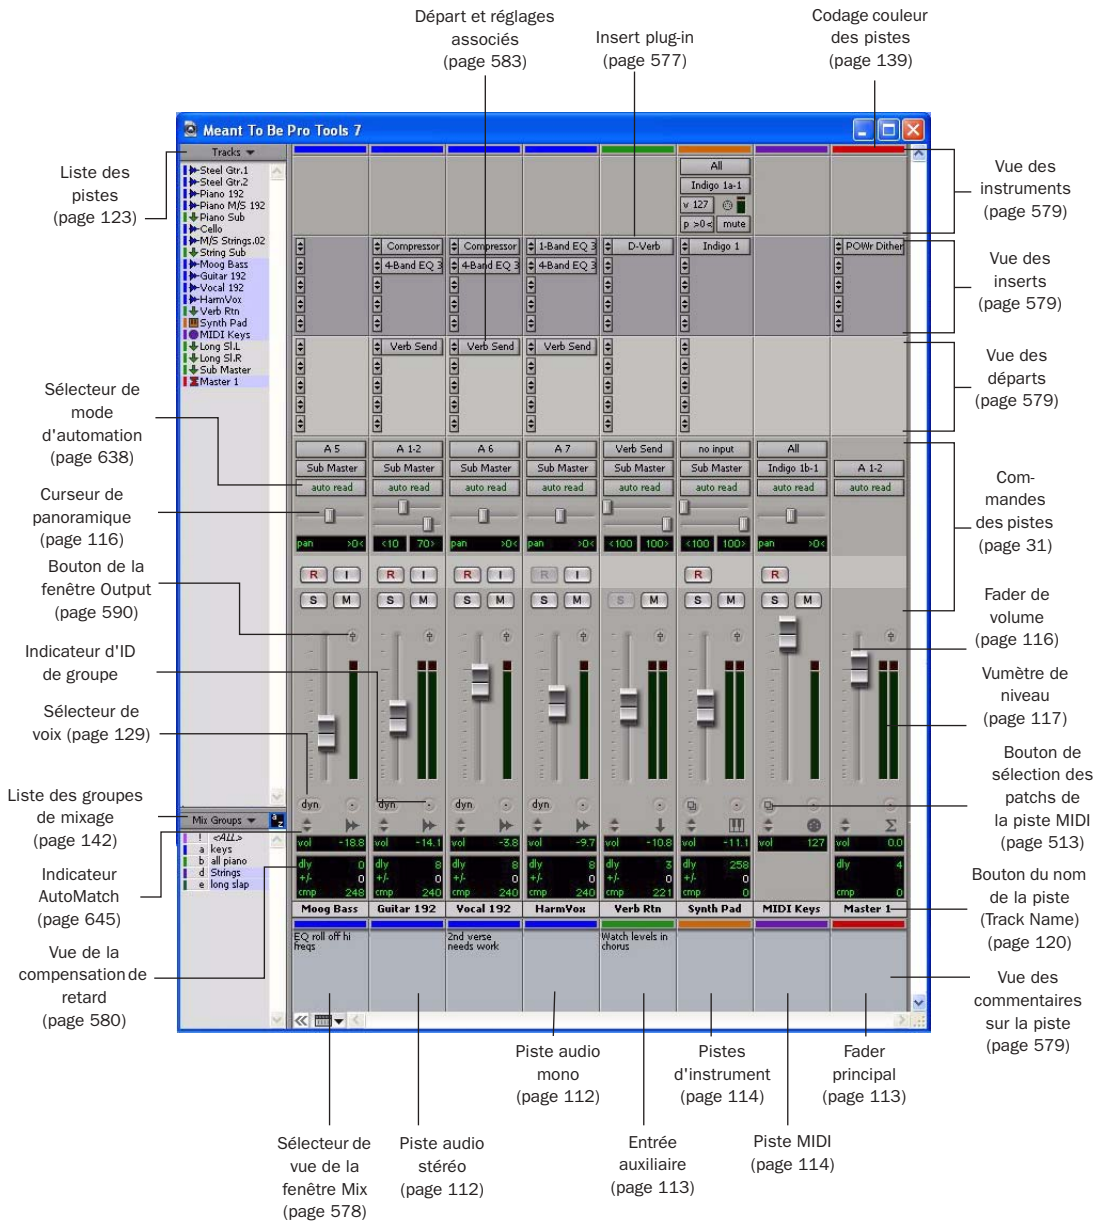 Départ et réglages
associés
(page 583)
Insert plug-in
(page 577)
Codage couleur
des pistes
(page 139)
Meant To Be Pro Tools 7
Liste des
pistes
(page 123)
Sélecteur de
mode
d'automation
(page 638)
Curseur de
panoramique
(page 116)
Bouton de la
fenêtre Output
(page 590)
Indicateur d'ID
de groupe
Sélecteur de
voix (page 129)
Liste des groupes
de mixage
(page 142)
Indicateur
AutoMatch
(page 645)
Vue de la
compensation de
retard
(page 580)
Tracks
Steel Gtr.1
Steel Gtr.2
Piano 192
Piano M/S 192
Piano Sub
Cello
M/S Strings.02
String Sub
Moog Bass
Guitar 192
Vocal 192
HarmVox
Verb Rtn
Synth Pad
MIDI Keys
Long Sl.L
Long Sl.R
Sub Master
Master 1
Mix Groups
a z
! <ALL>
a keys
b all piano
d Strings
e long slap
All
Indigo 1a-1
v 127
p >0< mute
Compressor Compressor 1-Band EQ 3 D-Verb Indigo 1 POWr Dither
4-Band EQ 3 4-Band EQ 3 4-Band EQ 3
Verb Send Verb Send Verb Send
A 5 A 1-2 A 6 A 7 Verb Send no input All
Sub Master Sub Master Sub Master Sub Master Sub Master Sub Master Indigo 1b-1 A 1-2
auto read auto read auto read auto read auto read auto read auto read auto read
pan >0< <10 70> pan >0< pan >0< <100 100> <100 100> pan >0<
R I R I R I R I R R
S M S M S M S M S M S M S M
dyn dyn dyn dyn
vol -18.8 vol -14.1 vol -3.8 vol -9.7 vol -10.8 vol -11.1 vol 127 vol 0.0
dly 0 dly 8 dly 8 dly 8 dly 3 dly 258 dly 4
+/- 0 +/- 0 +/- 0 +/- 0 +/- 0 +/- 0
cmp 248 cmp 240 cmp 240 cmp 240 cmp 221 cmp 0 cmp 0
Moog Bass Guitar 192 Vocal 192 HarmVox Verb Rtn Synth Pad MIDI Keys Master 1
EQ roll off hi
freqs
2nd verse
needs work
Watch levels in
chorus
Vue des
instruments
(page 579)
Vue des
inserts
(page 579)
Vue des
départs
(page 579)
Com-
mandes
des pistes
(page 31)
Fader de
volume
(page 116)
Vumètre de
niveau
(page 117)
Bouton de
sélection des
patchs de
la piste MIDI
(page 513)
Bouton du nom
de la piste
(Track Name)
(page 120)
Vue des
commentaires
sur la piste
(page 579)
Piste audio
mono
(page 112)
Pistes
d'instrument
(page 114)
Fader
principal
(page 113)
Sélecteur de
vue de la
fenêtre Mix
(page 578)
Piste audio
stéréo
(page 112)
Entrée
auxiliaire
(page 113)
Piste MIDI
(page 114)